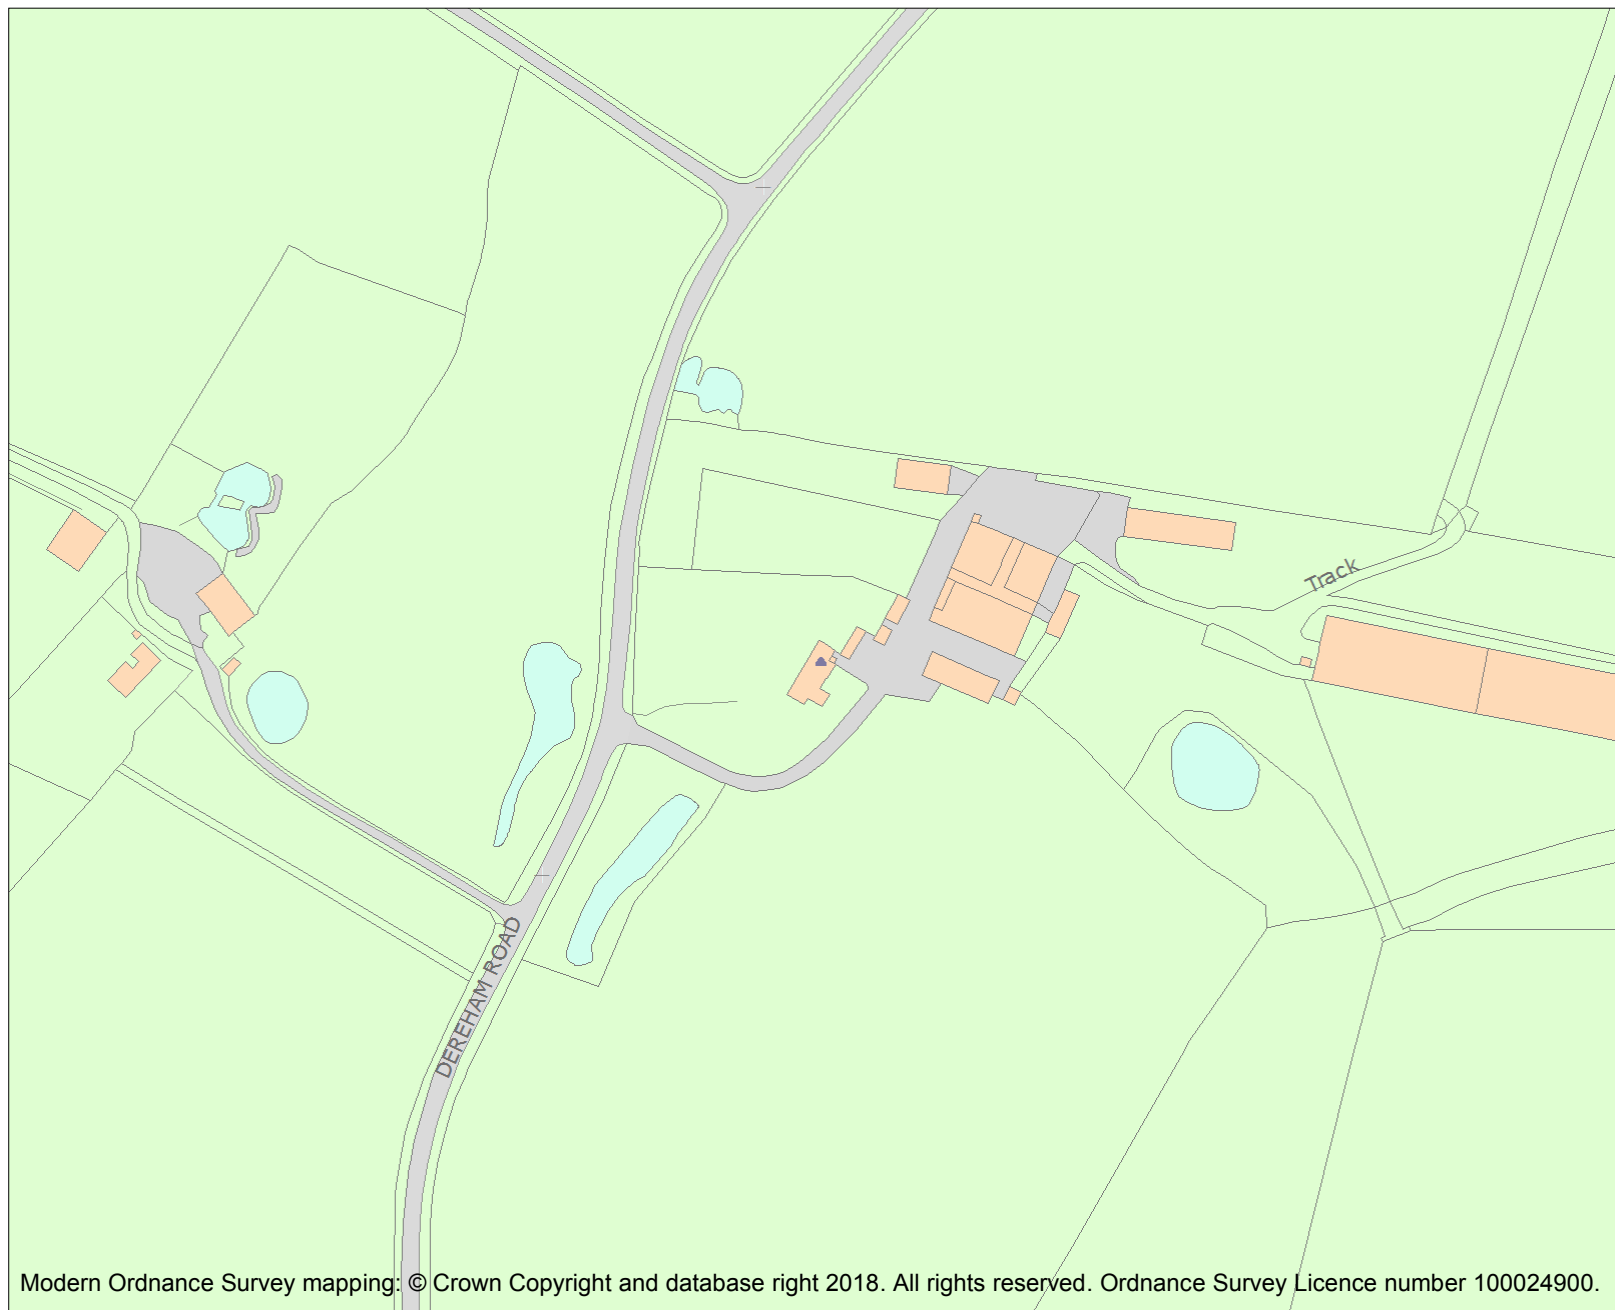 Track
DEREHAM ROAD
Modern Ordnance Survey mapping: © Crown Copyright and database right 2018. All rights reserved. Ordnance Survey Licence number 100024900.